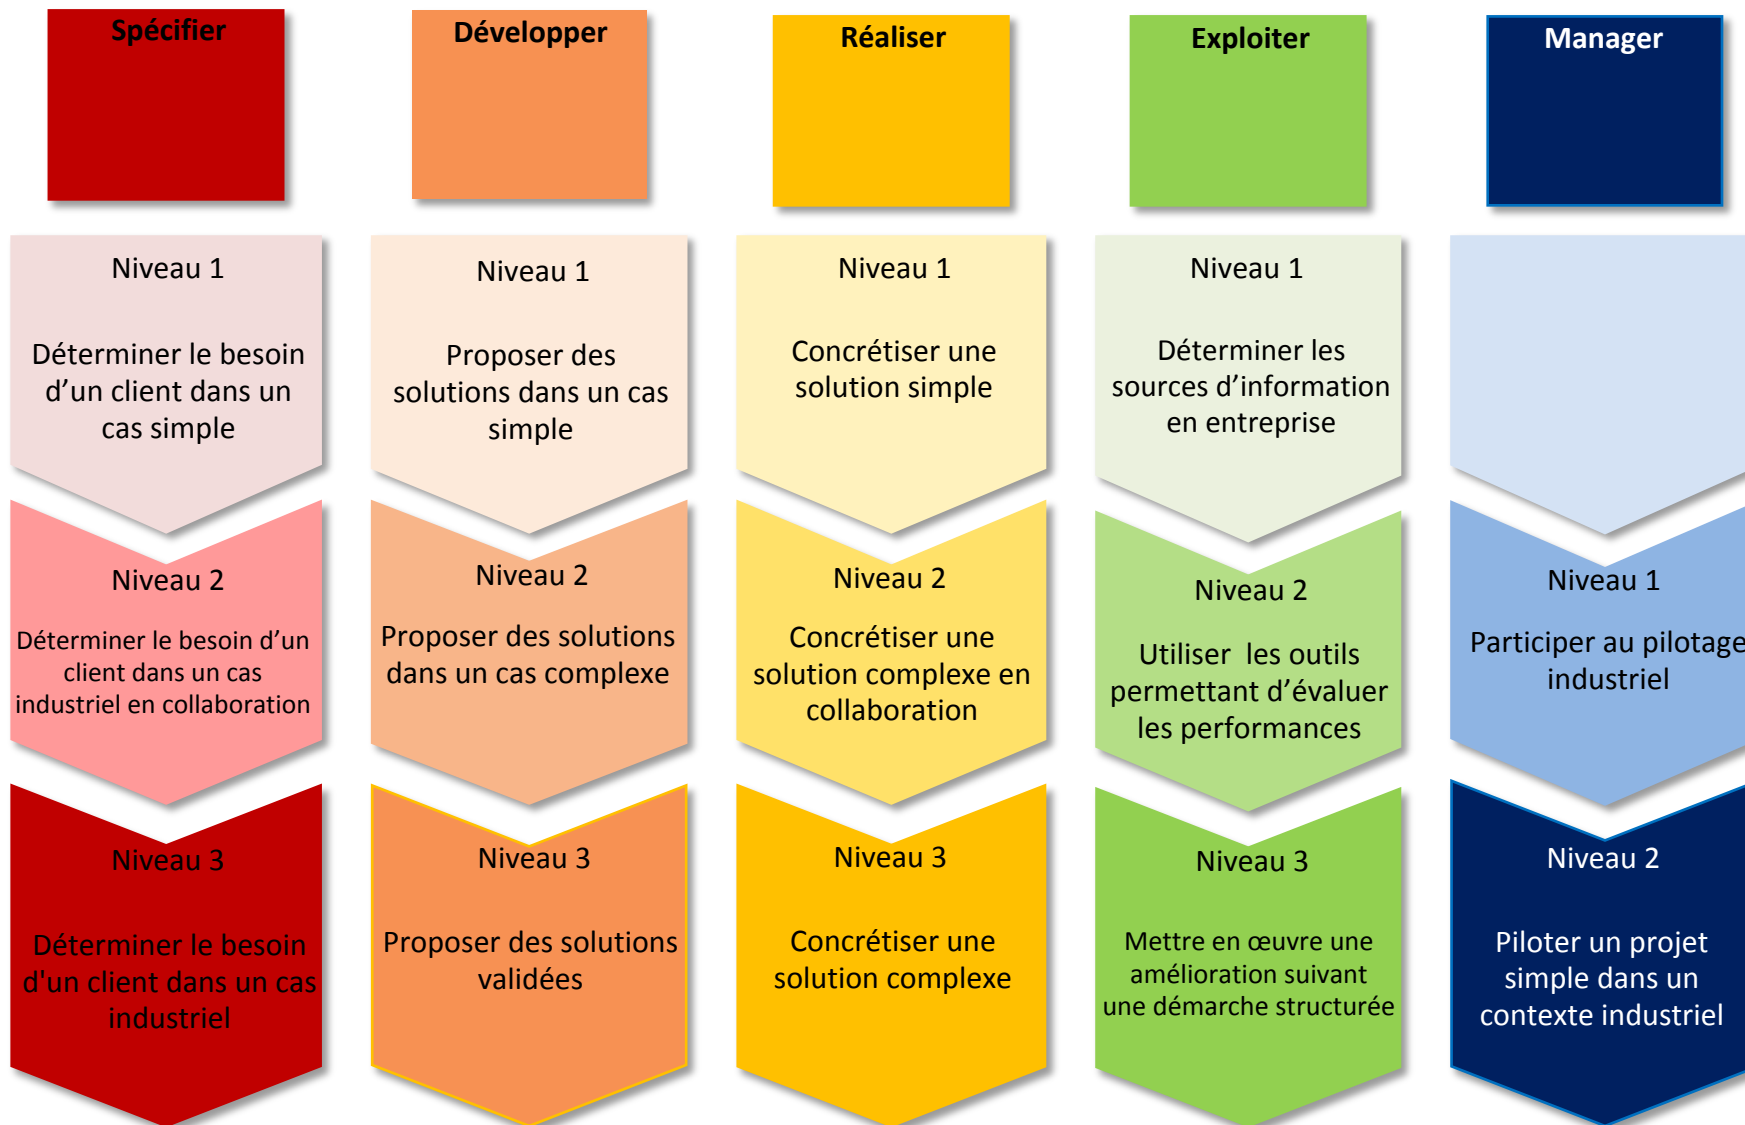 Spécifier
Développer
Réaliser
Exploiter
Manager
Niveau 1
Déterminer le besoin
d’un client dans un
cas simple
Niveau 1
Proposer des
solutions dans un cas
simple
Niveau 1
Concrétiser une
solution simple
Niveau 1
Déterminer les
sources d’information
en entreprise
Niveau 2
Déterminer le besoin d’un
client dans un cas
industriel en collaboration
Niveau 2
Proposer des solutions
dans un cas complexe
Niveau 2
Concrétiser une
solution complexe en
collaboration
Niveau 2
Utiliser  les outils
permettant d’évaluer
les performances
Niveau 1
Participer au pilotage
industriel
Niveau 3
Déterminer le besoin
d'un client dans un cas
industriel
Niveau 3
Proposer des solutions
validées
Niveau 3
Concrétiser une
solution complexe
Niveau 3
Mettre en œuvre une
amélioration suivant
une démarche structurée
Niveau 2
Piloter un projet
simple dans un
contexte industriel